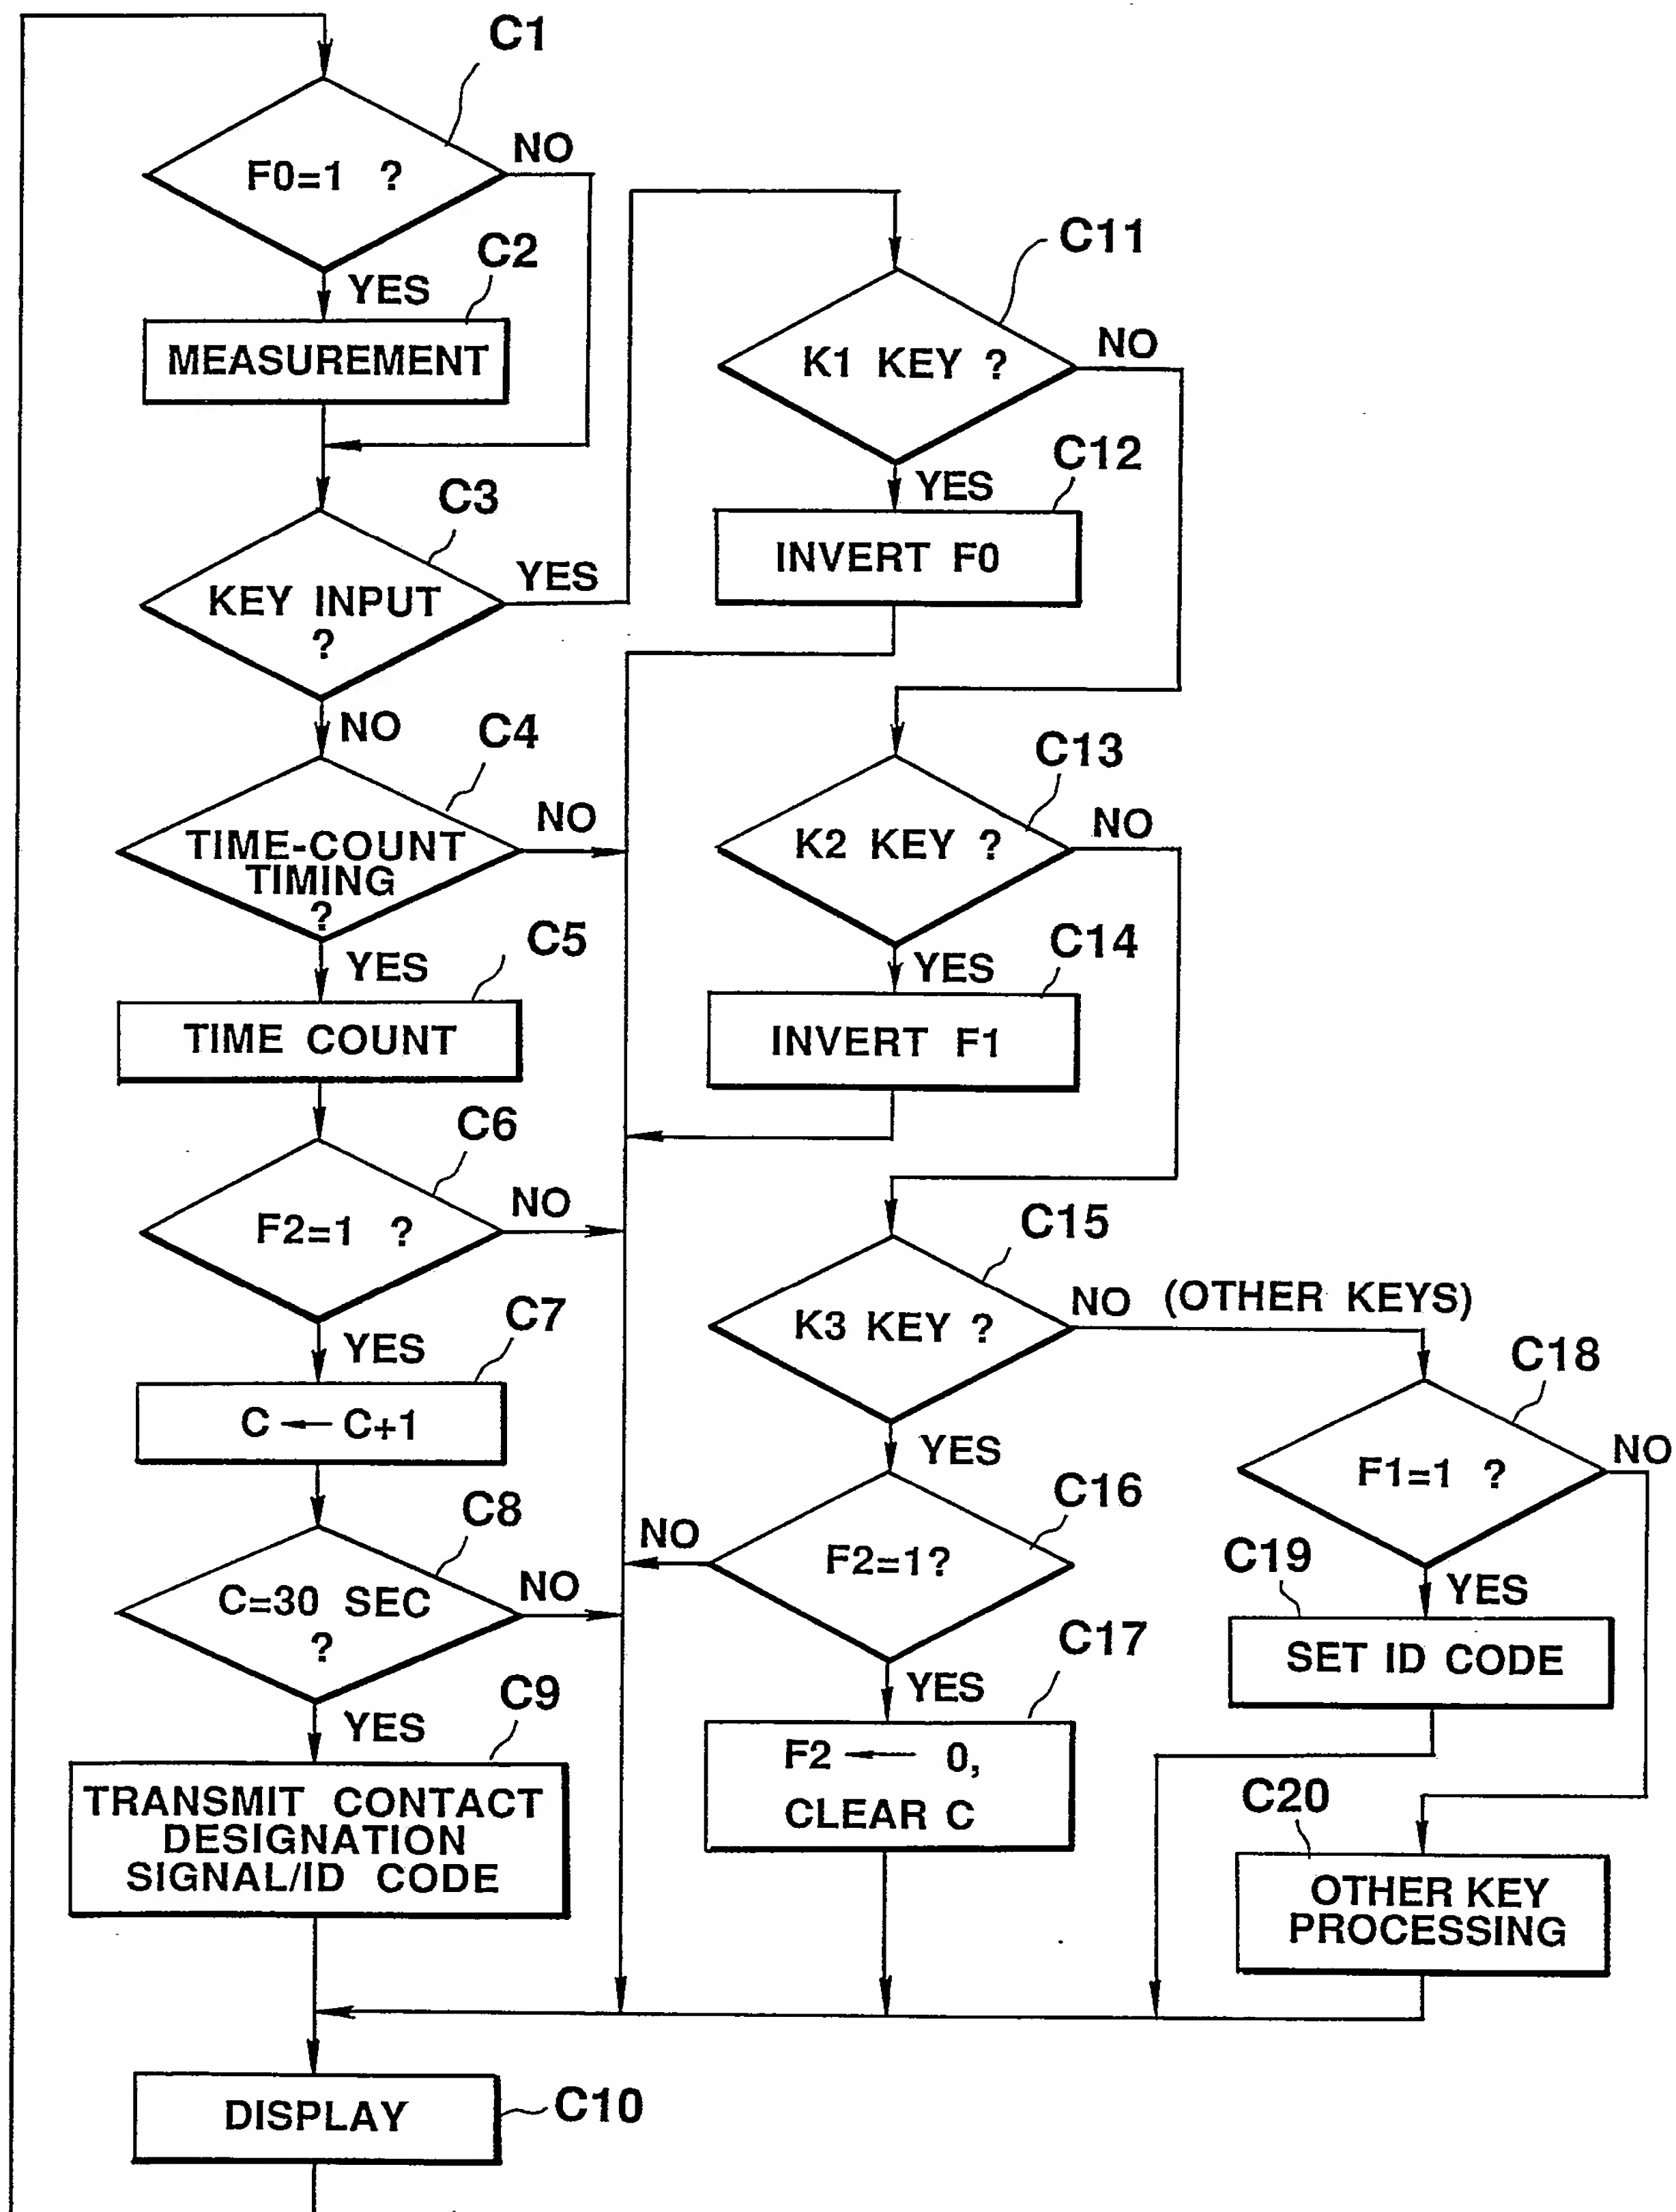 C1
F0=1 ?
NO
C2
YES
MEASUREMENT
C3
KEY INPUT
?
YES
NO
C4
TIME-COUNT
TIMING
?
NO
C5
YES
TIME COUNT
C6
F2=1 ?
NO
C7
YES
C ← C+1
C8
C=30 SEC
?
NO
C9
YES
TRANSMIT CONTACT
DESIGNATION
SIGNAL/ID CODE
DISPLAY
C10
C11
K1 KEY ?
NO
C12
YES
INVERT F0
C13
K2 KEY ?
NO
C14
YES
INVERT F1
C15
K3 KEY ?
NO (OTHER KEYS)
YES
C16
NO
F2=1?
C17
YES
F2 ← 0,
CLEAR C
C18
F1=1 ?
NO
C19
YES
SET ID CODE
C20
OTHER KEY
PROCESSING